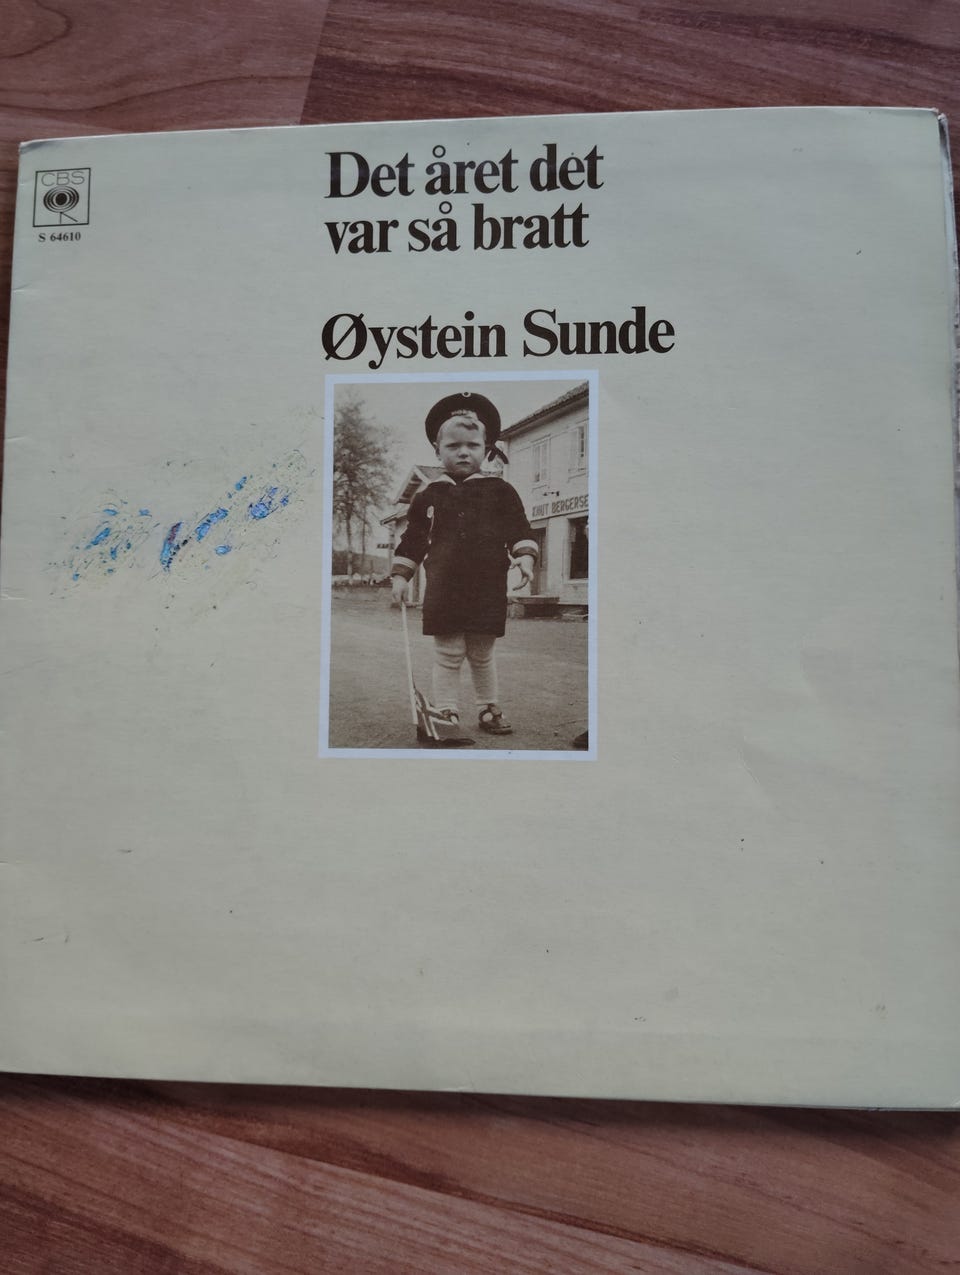 CBS
S 64610
Det året det
var så bratt
Øystein Sunde
KNUT BERGERSE